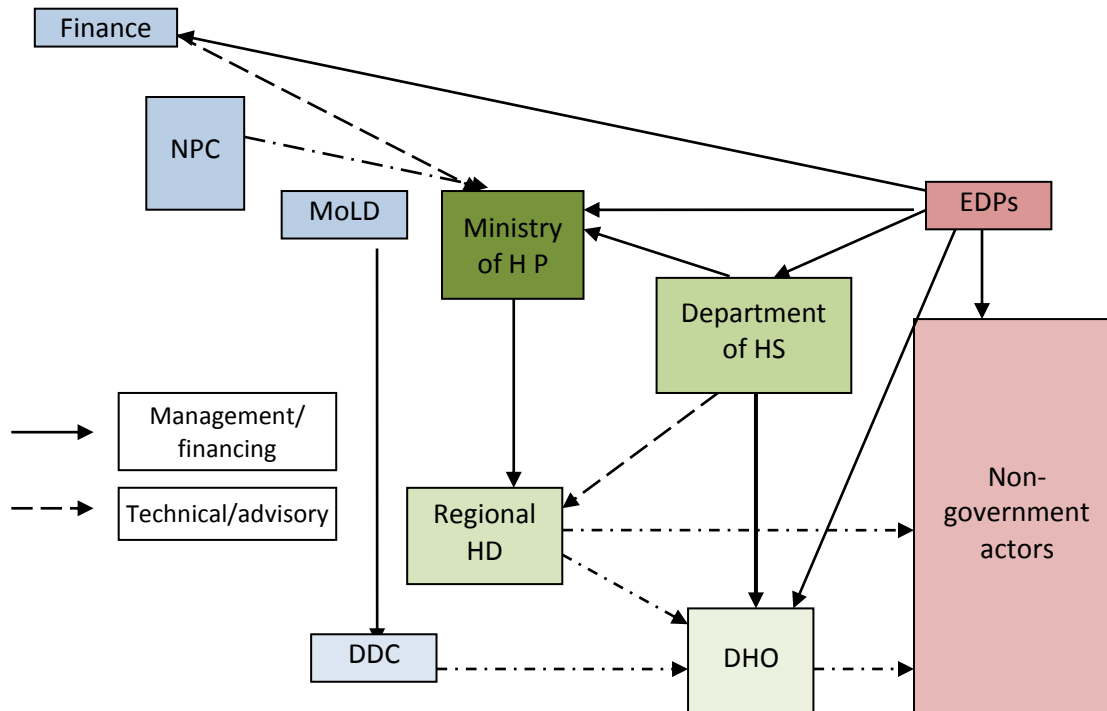 Finance
NPC
MoLD
Ministry
of H P
EDPs
Department
of HS
Management/
financing
Technical/advisory
Regional
HD
Non-
government
actors
DDC
DHO